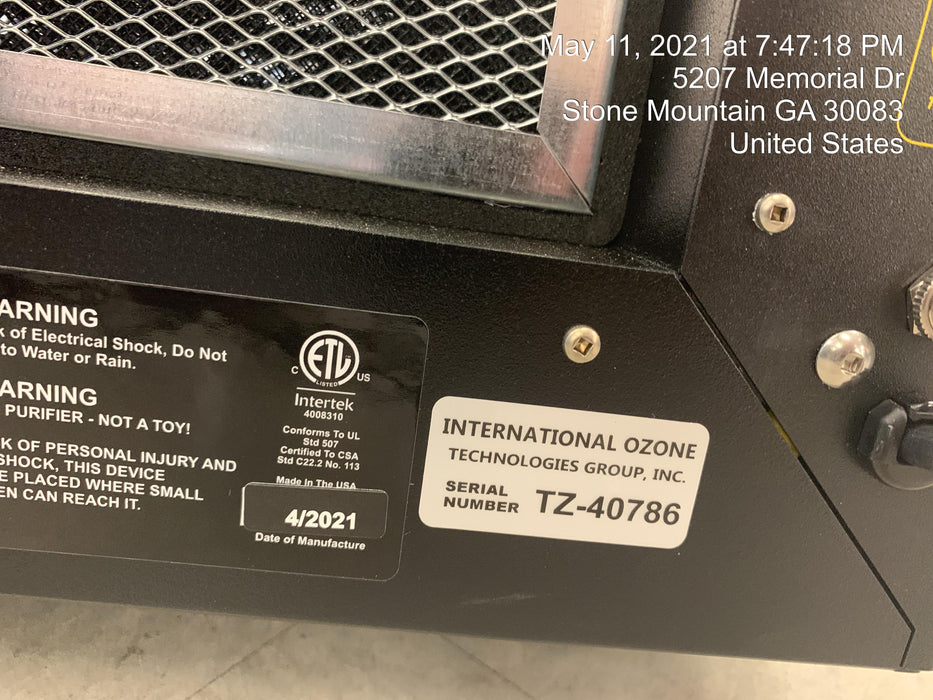 May 11, 2021 at 7:47:18 PM
5207 Memorial Dr
Stone Mountain GA 30083
United States
ARNING
k of Electrical Shock, Do Not
to Water or Rain.
ARNING
PURIFIER - NOT A TOY!
K OF PERSONAL INJURY AND
SHOCK, THIS DEVICE
E PLACED WHERE SMALL
EN CAN REACH IT.
ETL
LISTED
C US
Intertek
4008310
Conforms To UL
Std 507
Certified To CSA
Std C22.2 No. 113
Made In The USA
4/2021
Date of Manufacture
INTERNATIONAL OZONE
TECHNOLOGIES GROUP, INC.
SERIAL
NUMBER TZ-40786